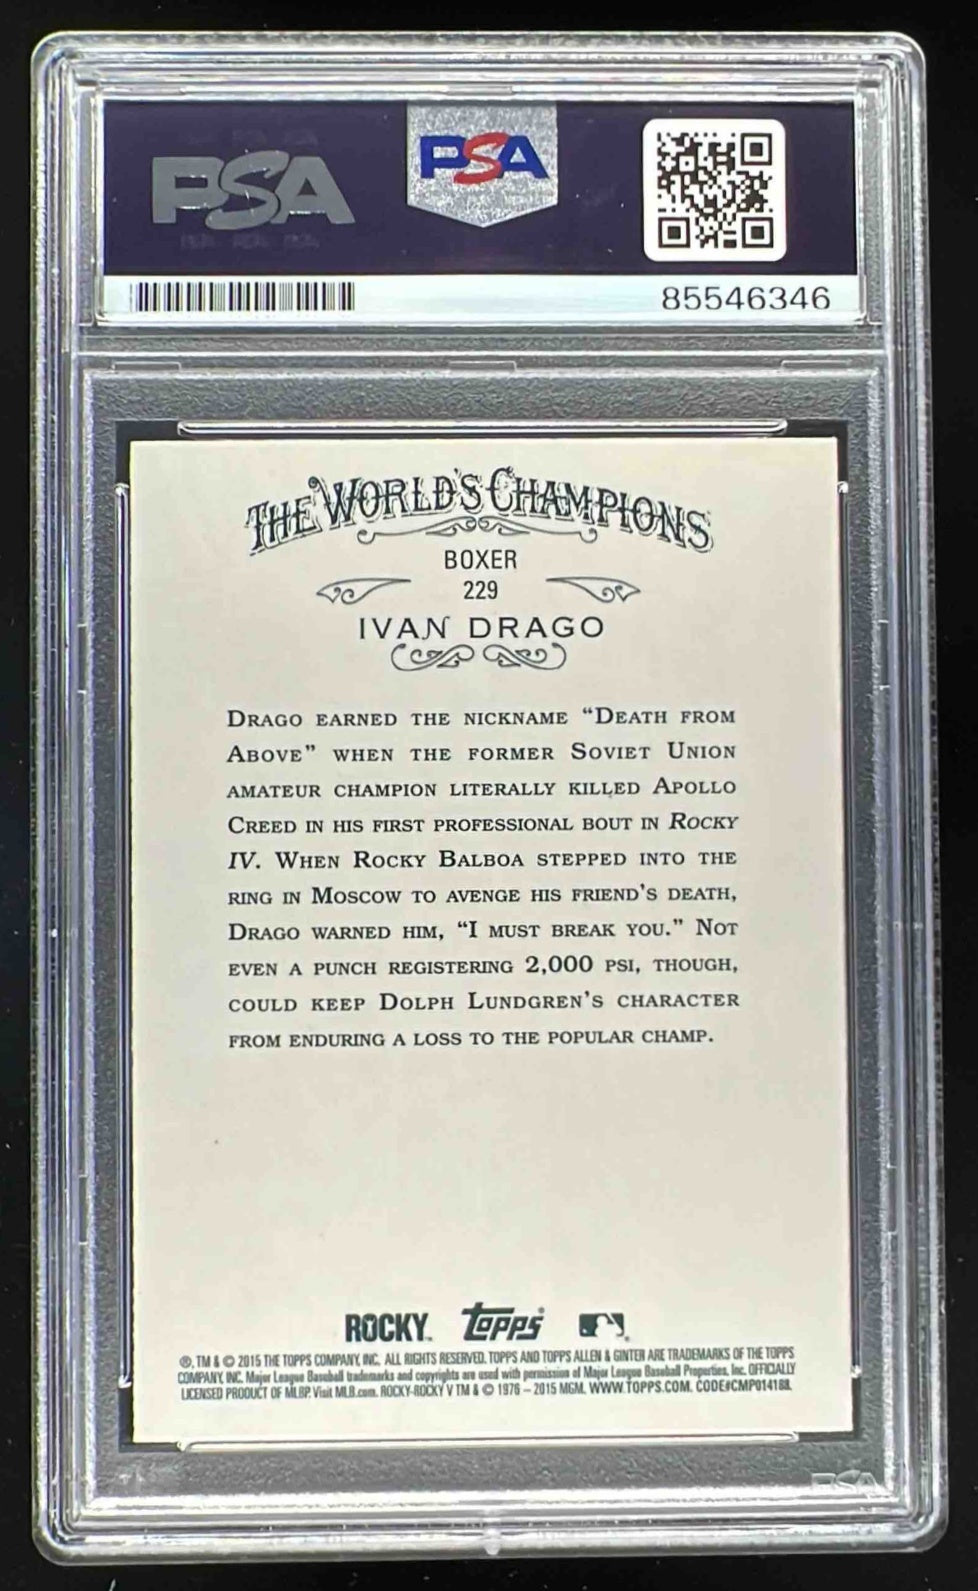 PSA
PSA
85546346
THE WORLD'S CHAMPIONS
BOXER
229
IVAN DRAGO
DRAGO EARNED THE NICKNAME “DEATH FROM
ABOVE” WHEN THE FORMER SOVIET UNION
AMATEUR CHAMPION LITERALLY KILLED APOLLO
CREED IN HIS FIRST PROFESSIONAL BOUT IN ROCKY
IV. WHEN ROCKY BALBOA STEPPED INTO THE
RING IN MOSCOW TO AVENGE HIS FRIEND'S DEATH,
DRAGO WARNED HIM, “I MUST BREAK YOU.” NOT
EVEN A PUNCH REGISTERING 2,000 PSI, THOUGH,
COULD KEEP DOLPH LUNDGREN'S CHARACTER
FROM ENDURING A LOSS TO THE POPULAR CHAMP.
ROCKY™ Topps®
®, TM & © 2015 THE TOPPS COMPANY, INC. ALL RIGHTS RESERVED. TOPPS AND TOPPS ALLEN & GINTER ARE TRADEMARKS OF THE TOPPS
COMPANY, INC. Major League Baseball trademarks and copyrights are used with permission of Major League Baseball Properties, Inc. OFFICIALLY
LICENSED PRODUCT OF MLBP. Visit MLB.com. ROCKY-ROCKY V TM & © 1976 – 2015 MGM. WWW.TOPPS.COM. CODE#CMP014188.
PSA